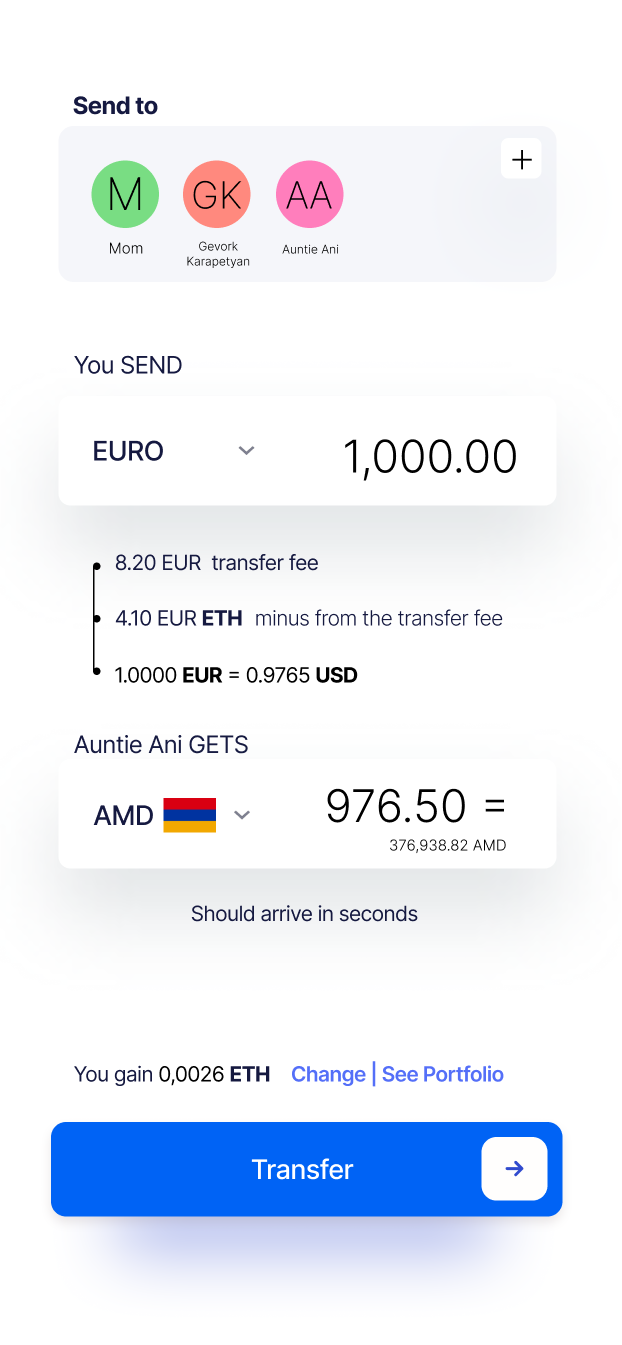 Send to
M GK AA
Mom Gevork Karapetyan Auntie Ani
You SEND
EURO 1,000.00
8.20 EUR transfer fee
4.10 EUR ETH minus from the transfer fee
1.0000 EUR = 0.9765 USD
Auntie Ani GETS
AMD 976.50 =
376,938.82 AMD
Should arrive in seconds
You gain 0,0026 ETH Change | See Portfolio
Transfer